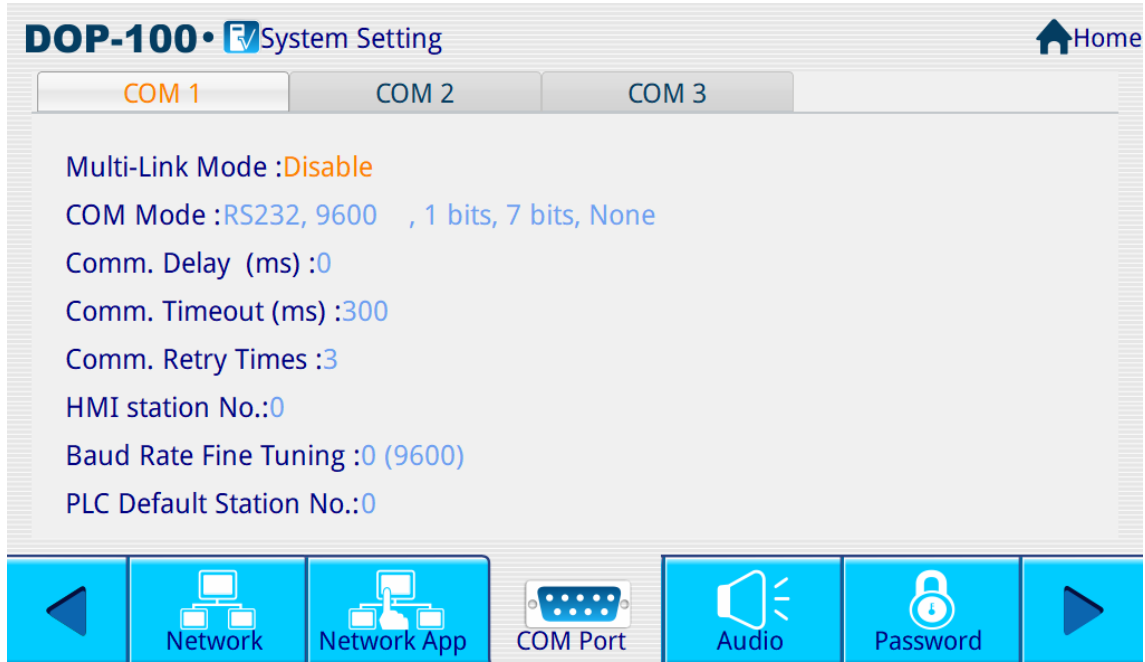 DOP-100• System Setting
Home
COM 1 COM 2 COM 3
Multi-Link Mode :Disable
COM Mode :RS232, 9600 , 1 bits, 7 bits, None
Comm. Delay (ms) :0
Comm. Timeout (ms) :300
Comm. Retry Times :3
HMI station No.:0
Baud Rate Fine Tuning :0 (9600)
PLC Default Station No.:0
Network Network App COM Port Audio Password